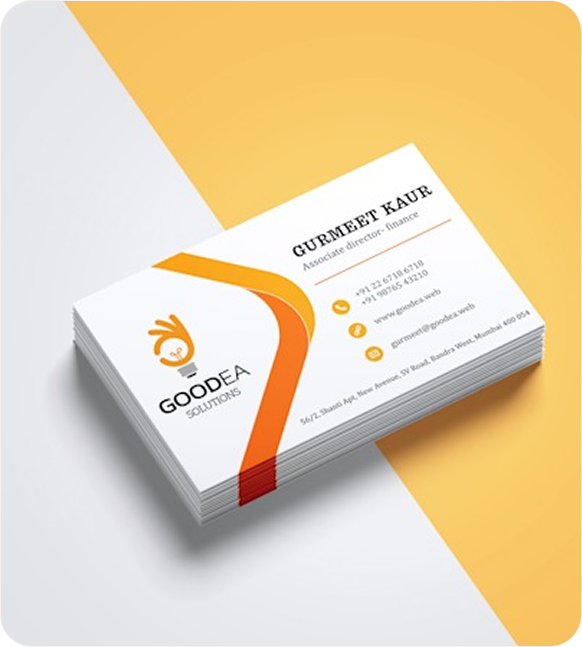 GURMEET KAUR
Associate director- finance
+91 22 6718 6718
+91 98765 43210
www.goodea.web
gurmeet@goodea.web
56/2, Shanti Apt, New Avenue, SV Road, Bandra West, Mumbai 400 054
GOODEA
SOLUTIONS